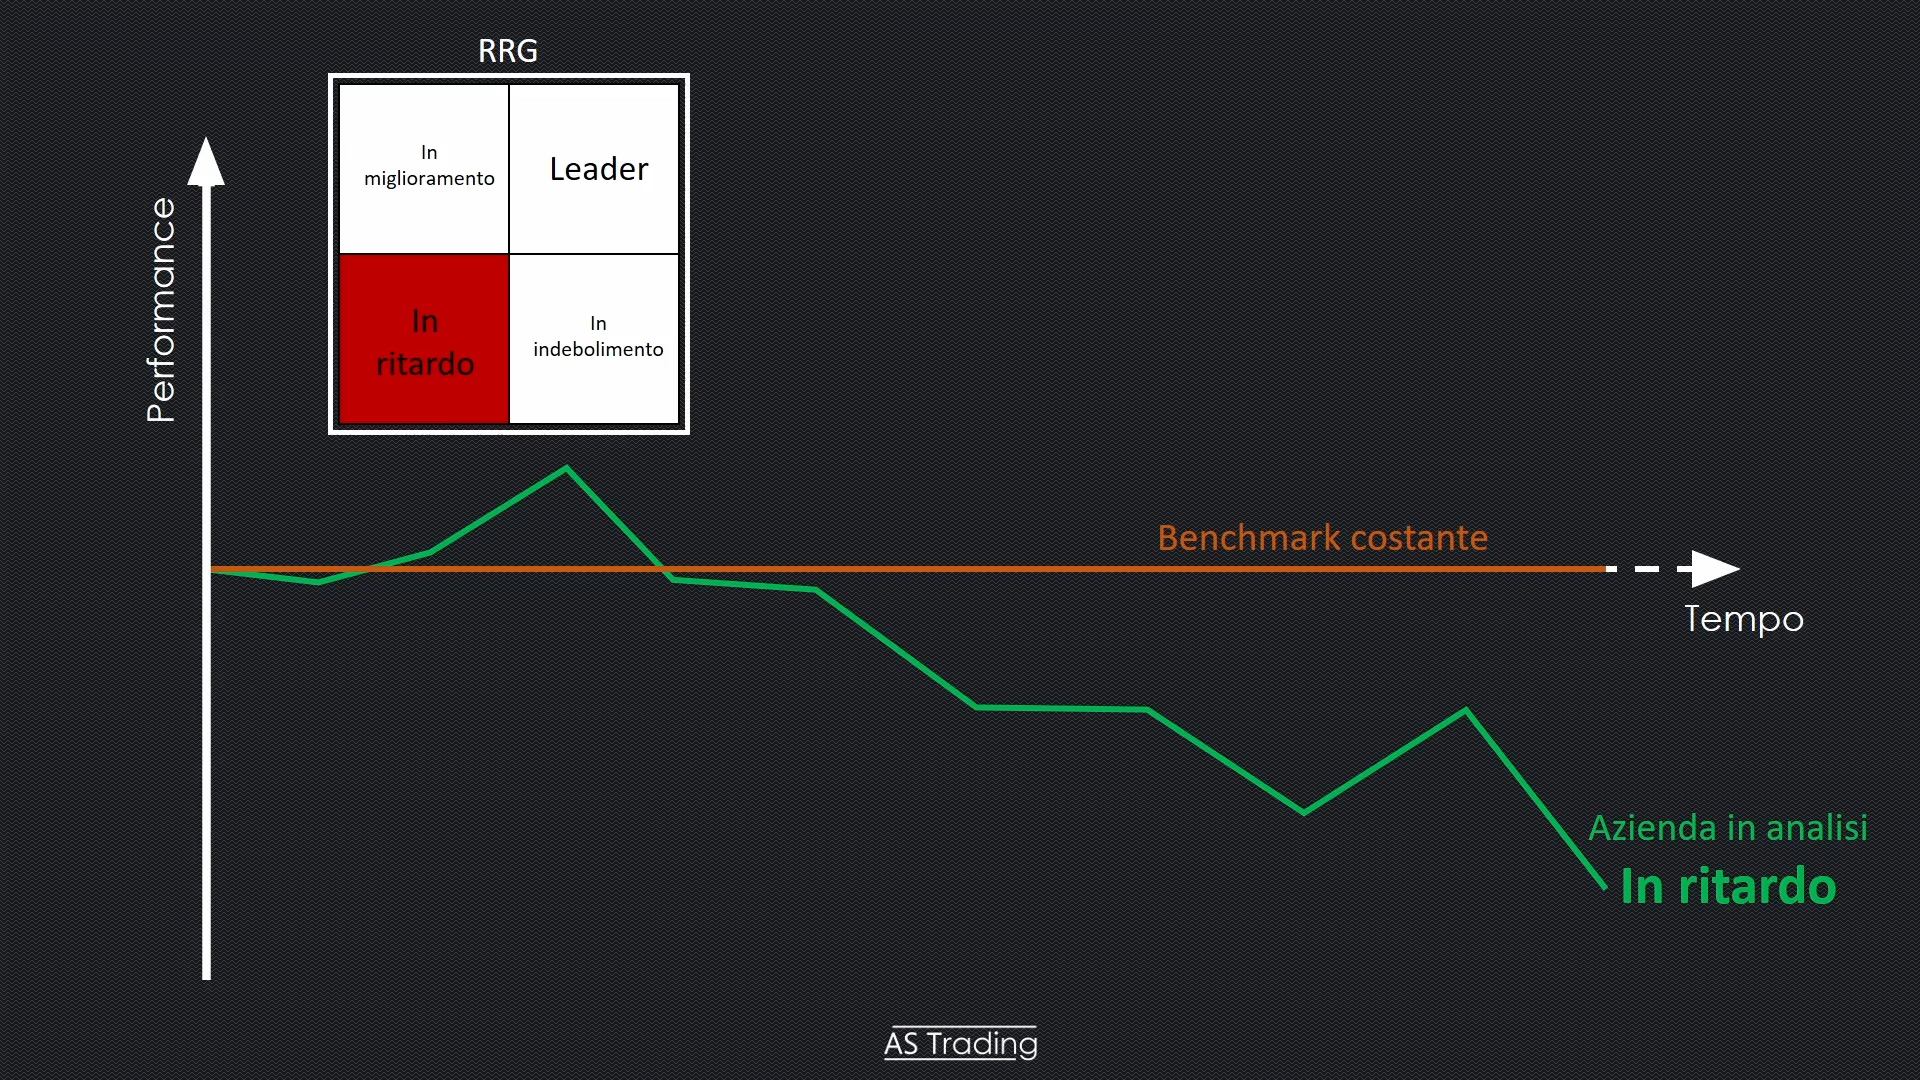 RRG
In
miglioramento
Leader
In
ritardo
In
indebolimento
Performance
Benchmark costante
Tempo
Azienda in analisi
In ritardo
AS Trading